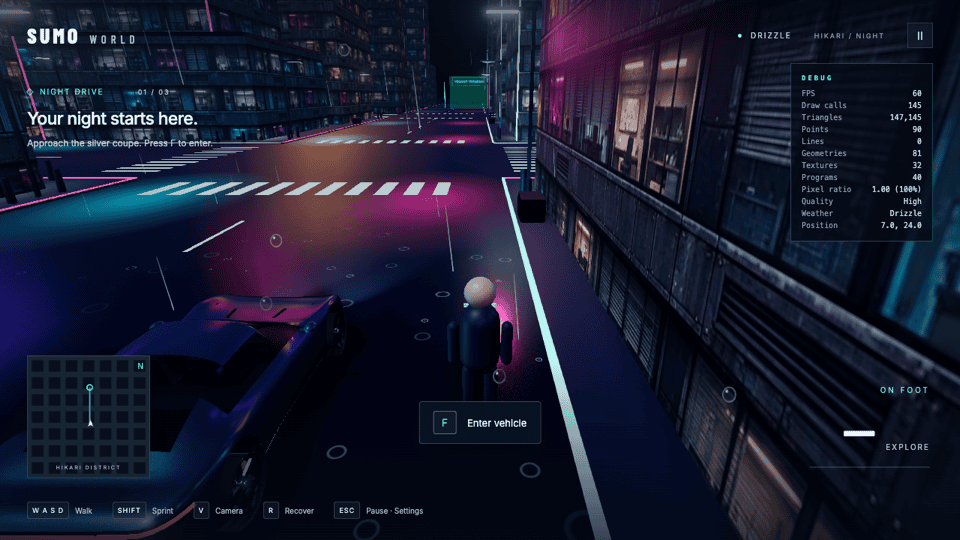 SUMO WORLD
DRIZZLE
HIKARI / NIGHT
NIGHT DRIVE
01 / 03
Your night starts here.
Approach the silver coupe. Press F to enter.
DEBUG
FPS 60
Draw calls 145
Triangles 147,145
Points 90
Lines 0
Geometries 81
Textures 32
Programs 40
Pixel ratio 1.00 (100%)
Quality High
Weather Drizzle
Position 7.0, 24.0
N
HIKARI DISTRICT
F Enter vehicle
ON FOOT
EXPLORE
W A S D Walk
SHIFT Sprint
V Camera
R Recover
ESC Pause · Settings